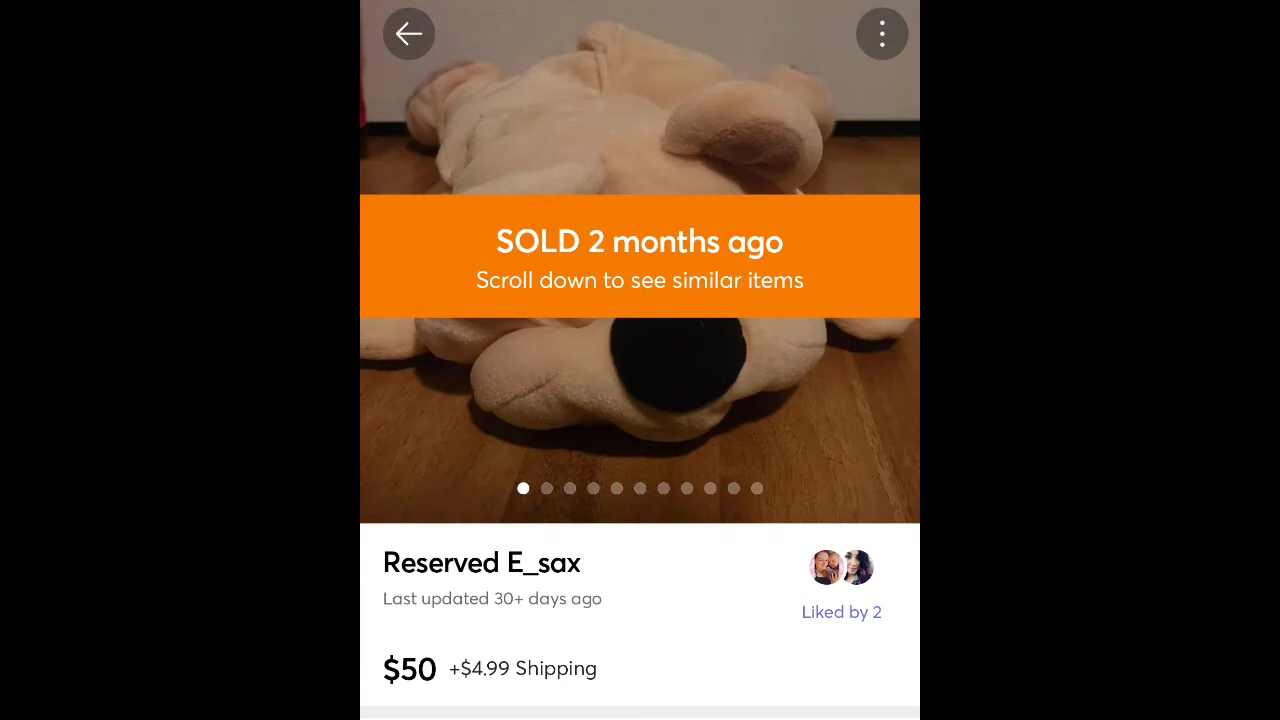 SOLD 2 months ago
Scroll down to see similar items
Reserved E_sax
Last updated 30+ days ago
Liked by 2
$50 +$4.99 Shipping